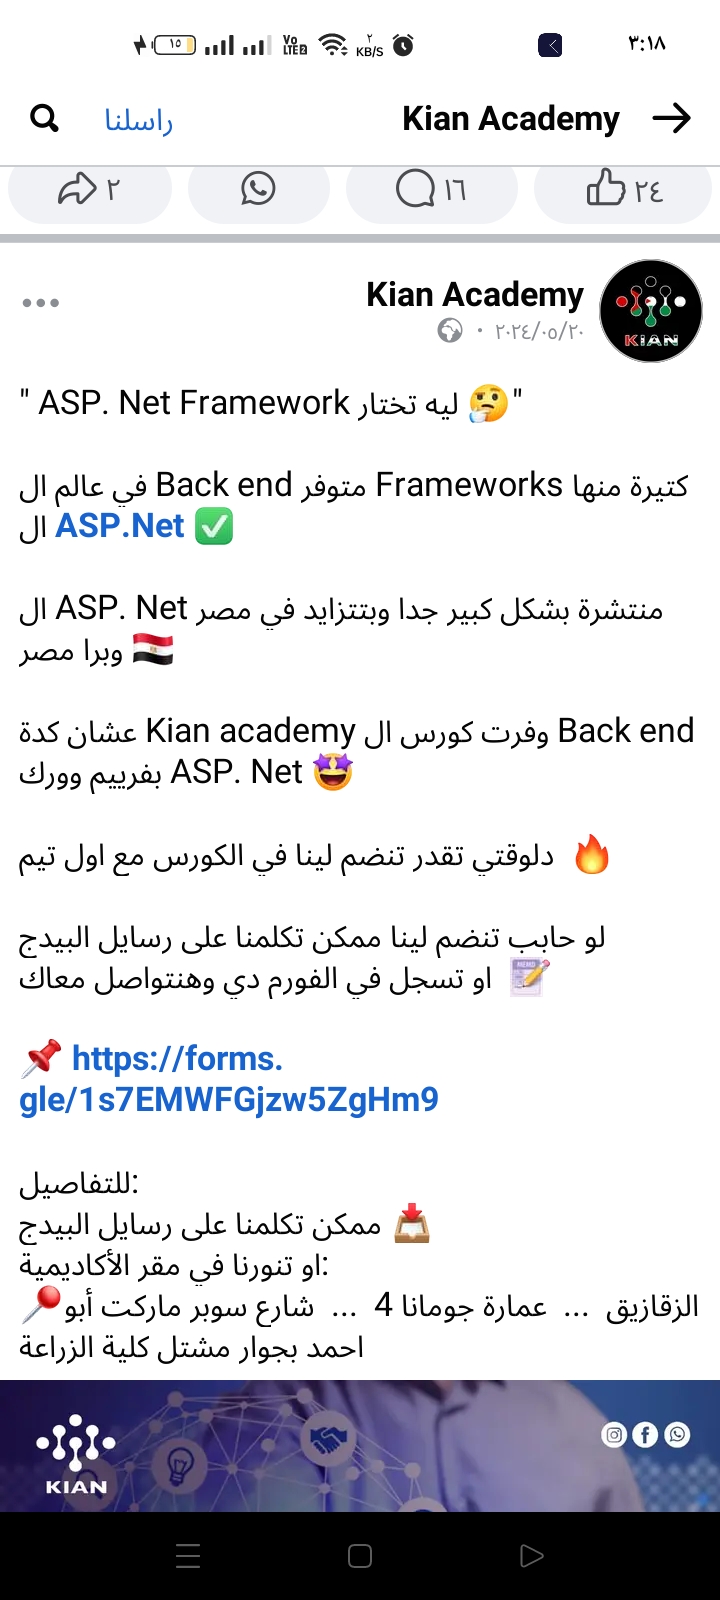 ١٥ Vo LTE2 ٢ KB/S ٣:١٨
Kian Academy راسلنا
٢٤ ١٦ ٢
Kian Academy
٢٠٢٤/٠٥/٢٠ ·
KIAN
" ASP. Net Framework ليه تختار 🤔"
كتيرة منها Frameworks متوفر Back end في عالم ال
ال ASP.Net ✅
منتشرة بشكل كبير جدا وبتتزايد في مصر ASP. Net ال
وبرا مصر 🇪🇬
عشان كدة Kian academy وفرت كورس ال Back end
بفرييم وورك ASP. Net 🤩
دلوقتي تقدر تنضم لينا في الكورس مع اول تيم 🔥
لو حابب تنضم لينا ممكن تكلمنا على رسايل البيدج
او تسجل في الفورم دي وهنتواصل معاك 📝
📌 https://forms.
gle/1s7EMWFGjzw5ZgHm9
للتفاصيل:
ممكن تكلمنا على رسايل البيدج 📥
او تنورنا في مقر الأكاديمية:
📍الزقازيق ... عمارة جومانا 4 ... شارع سوبر ماركت أبو
احمد بجوار مشتل كلية الزراعة
KIAN